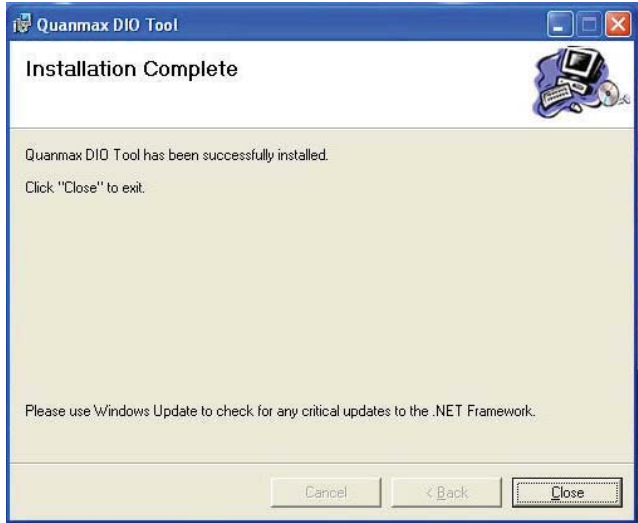 Quanmax DIO Tool
Installation Complete
Quanmax DIO Tool has been successfully installed.
Click "Close" to exit.
Please use Windows Update to check for any critical updates to the .NET Framework.
Cancel
< Back
Close